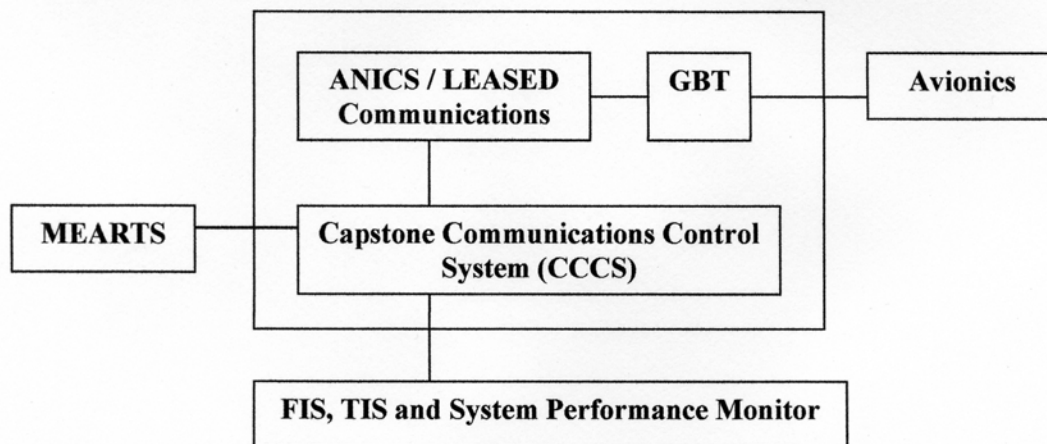 ANICS / LEASED
Communications
GBT
Avionics
MEARTS
Capstone Communications Control
System (CCCS)
FIS, TIS and System Performance Monitor